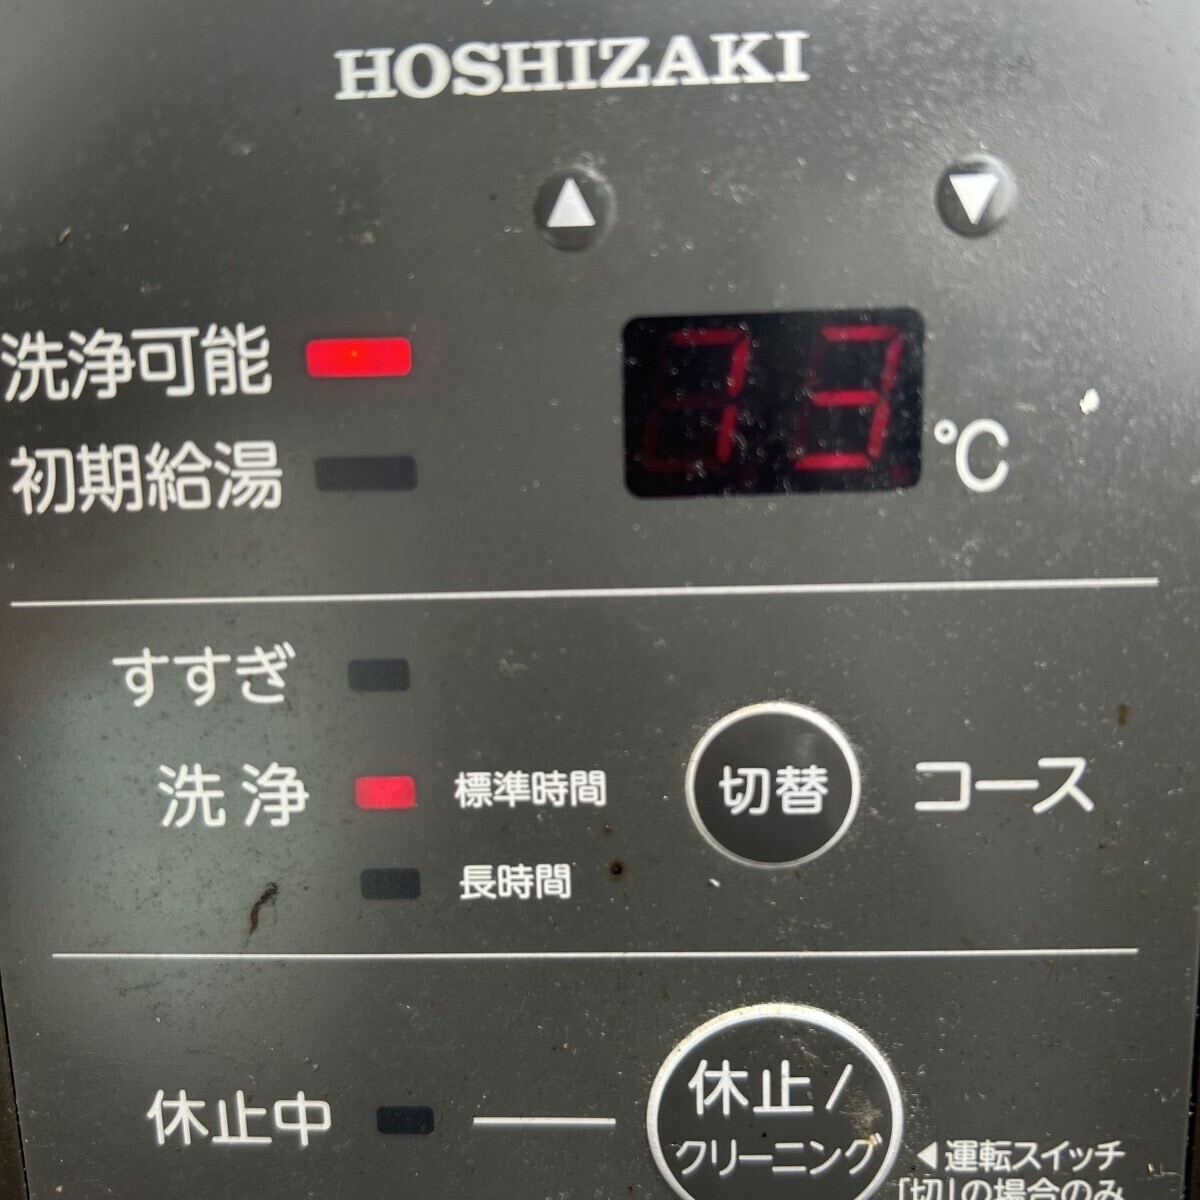 HOSHIZAKI
▲ ▼
洗浄可能
73 ℃
初期給湯
すすぎ
洗浄 標準時間 切替 コース
長時間
休止中 休止/
クリーニング
◀運転スイッチ
「切」の場合のみ